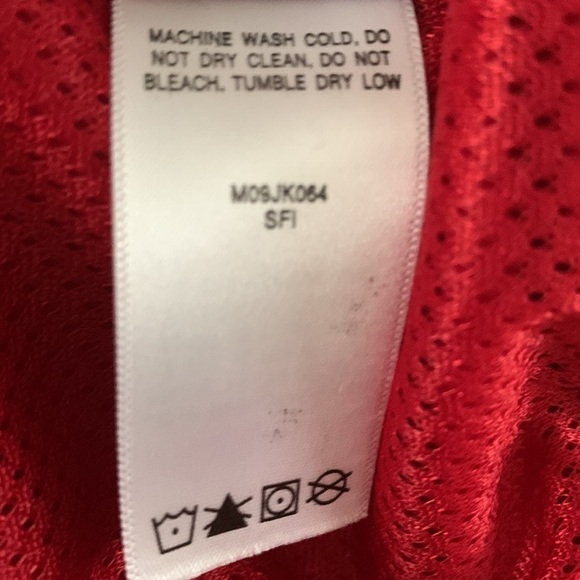 MACHINE WASH COLD. DO
NOT DRY CLEAN. DO NOT
BLEACH. TUMBLE DRY LOW
M09JK064
SFI